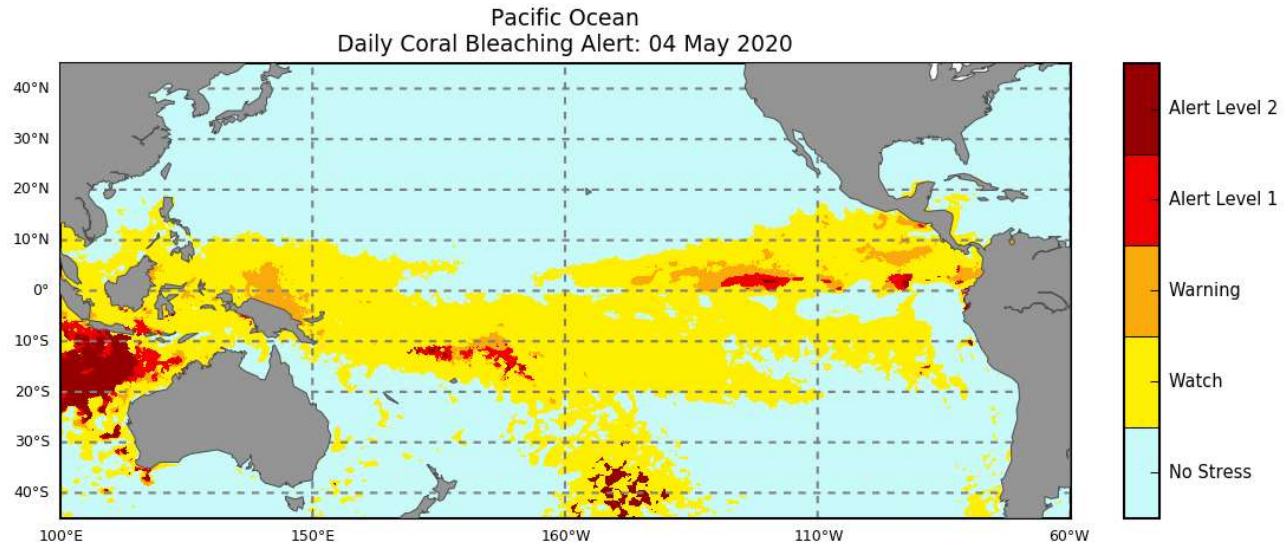 Pacific Ocean
Daily Coral Bleaching Alert: 04 May 2020
40°N
30°N
20°N
10°N
0°
10°S
20°S
30°S
40°S
100°E
150°E
160°W
110°W
60°W
Alert Level 2
Alert Level 1
Warning
Watch
No Stress